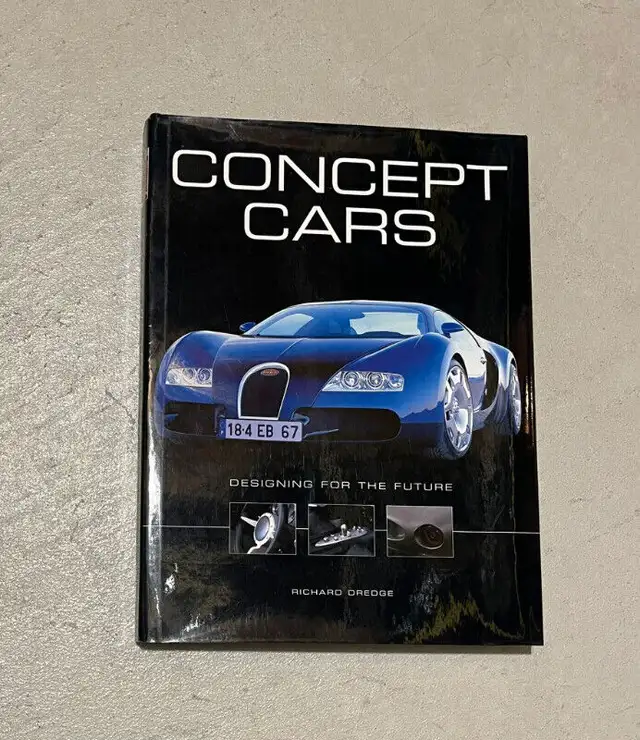 CONCEPT
CARS
18·4 EB 67
DESIGNING FOR THE FUTURE
RICHARD DREDGE